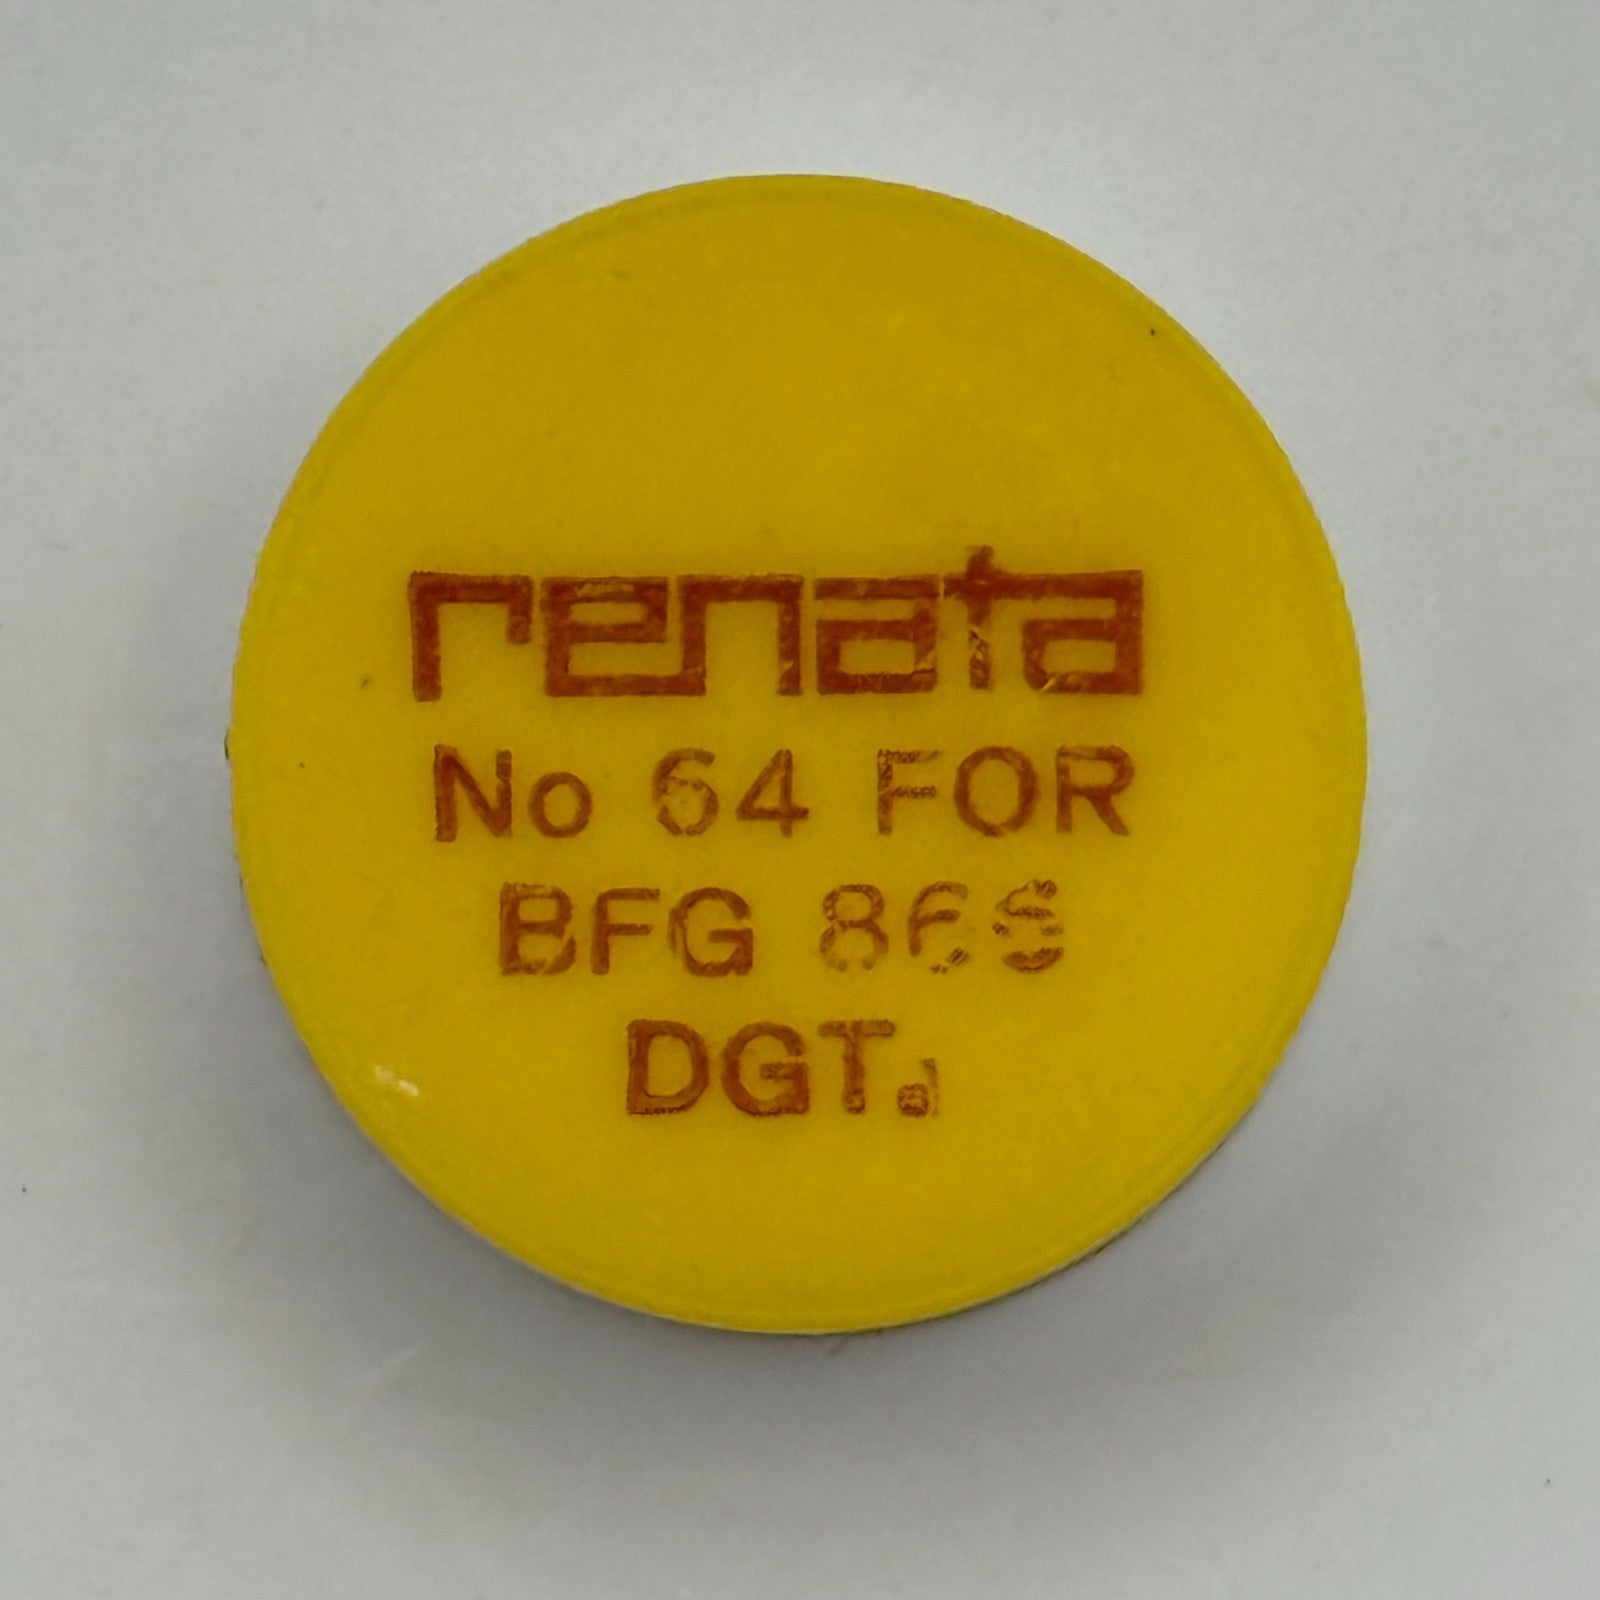 renata
No 64 FOR
BFG 866
DGT.